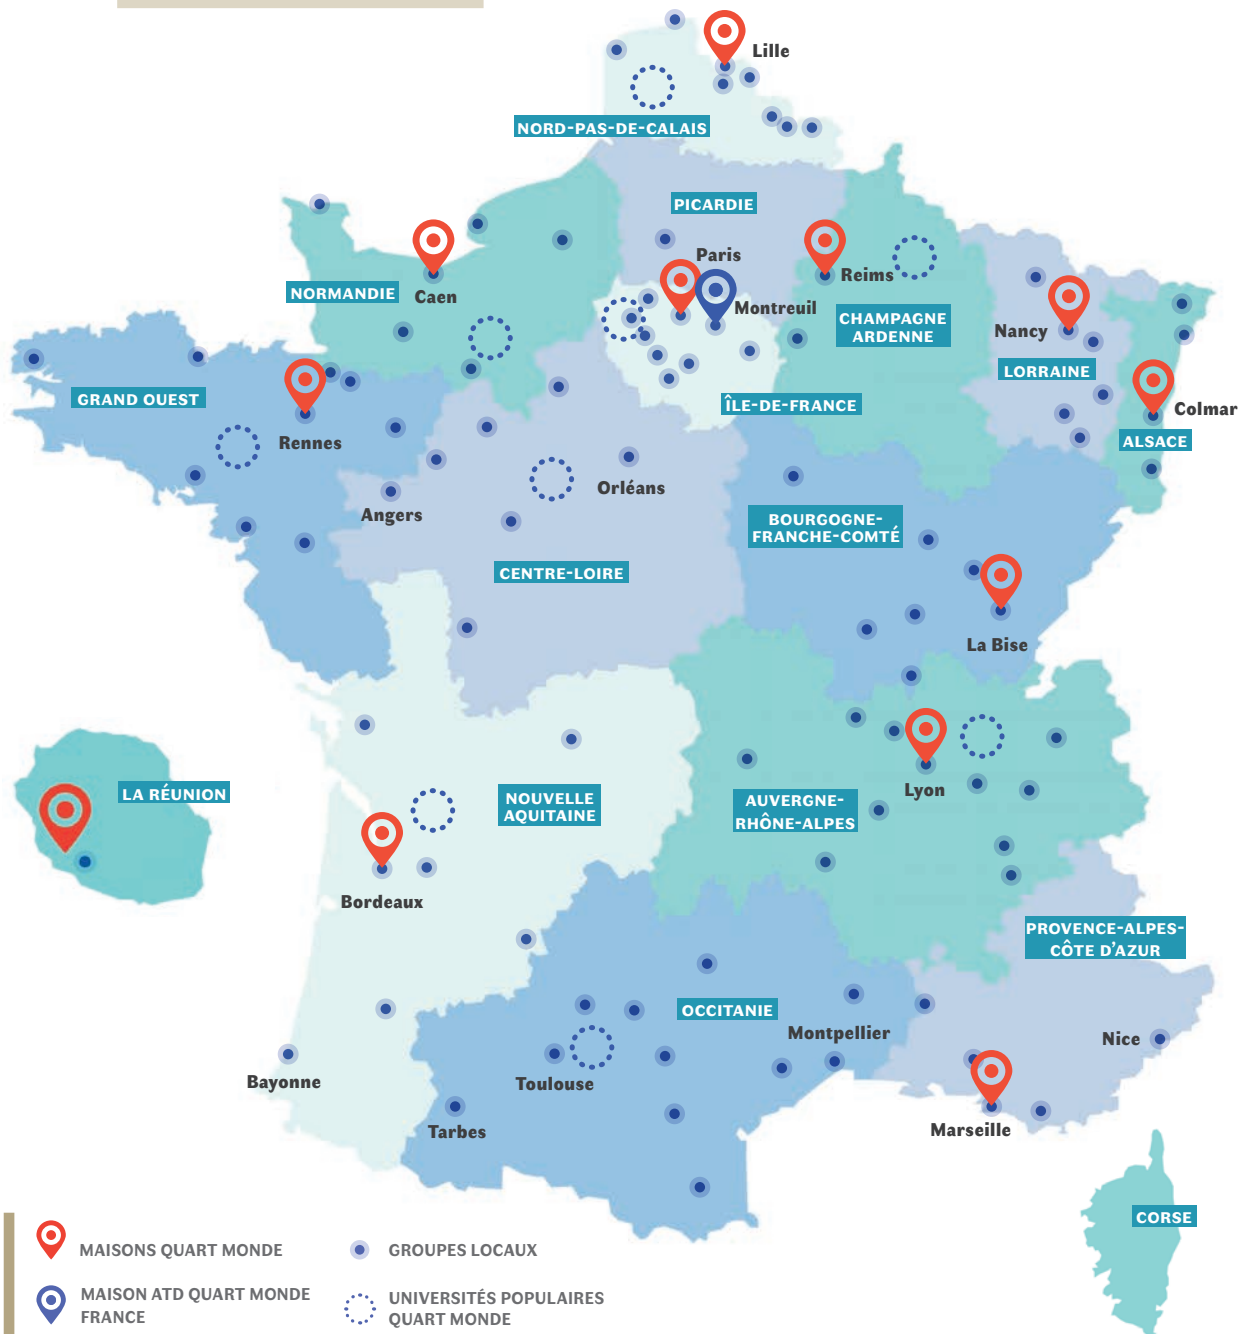 Lille
NORD-PAS-DE-CALAIS
PICARDIE
Paris
Reims
NORMANDIE
Caen
Montreuil
CHAMPAGNE
ARDENNE
Nancy
LORRAINE
GRAND OUEST
ÎLE-DE-FRANCE
Colmar
Rennes
ALSACE
Orléans
Angers
BOURGOGNE-
FRANCHE-COMTÉ
CENTRE-LOIRE
La Bise
LA RÉUNION
NOUVELLE
AQUITAINE
Lyon
AUVERGNE-
RHÔNE-ALPES
Bordeaux
PROVENCE-ALPES-
CÔTE D'AZUR
OCCITANIE
Montpellier
Nice
Bayonne
Toulouse
Tarbes
Marseille
CORSE
MAISONS QUART MONDE
GROUPES LOCAUX
MAISON ATD QUART MONDE
FRANCE
UNIVERSITÉS POPULAIRES
QUART MONDE